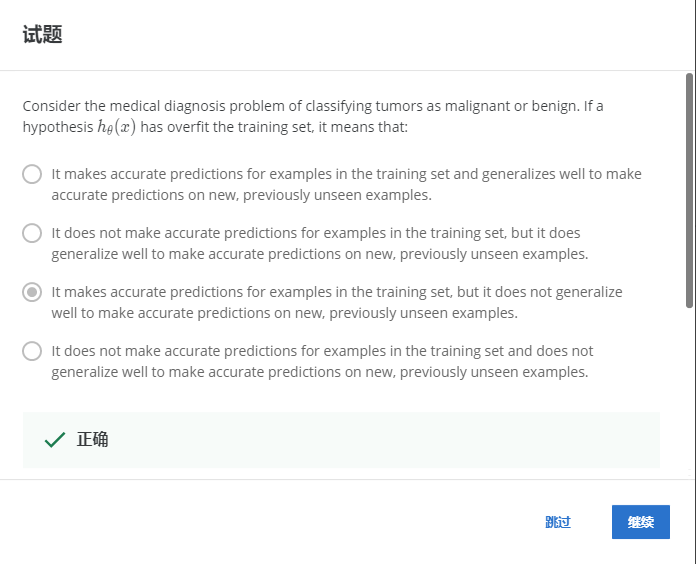 试题
Consider the medical diagnosis problem of classifying tumors as malignant or benign. If a
hypothesis hθ(x) has overfit the training set, it means that:
It makes accurate predictions for examples in the training set and generalizes well to make
accurate predictions on new, previously unseen examples.
It does not make accurate predictions for examples in the training set, but it does
generalize well to make accurate predictions on new, previously unseen examples.
It makes accurate predictions for examples in the training set, but it does not generalize
well to make accurate predictions on new, previously unseen examples.
It does not make accurate predictions for examples in the training set and does not
generalize well to make accurate predictions on new, previously unseen examples.
正确
跳过
继续